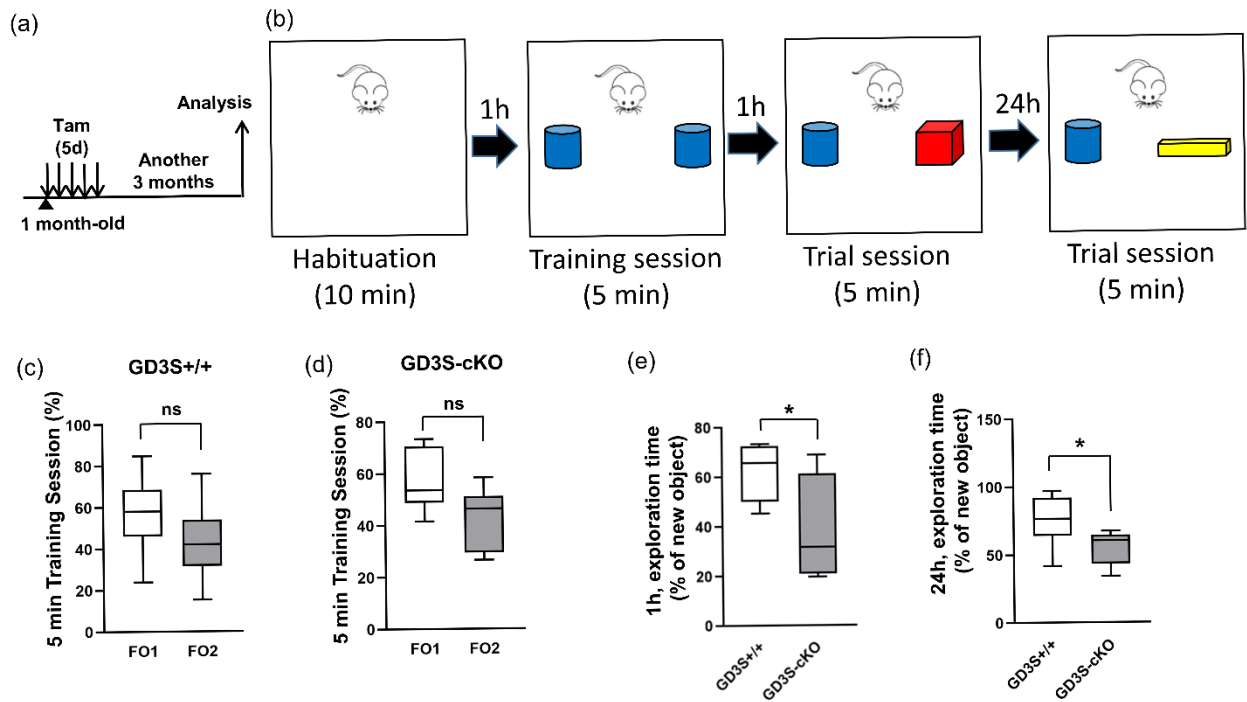 (a)
Analysis
Tam
(5d)
Another
3 months
1 month-old
(b)
1h
1h
24h
Habituation
(10 min)
Training session
(5 min)
Trial session
(5 min)
Trial session
(5 min)
(c)
GD3S+/+
5 min Training Session (%)
100
80
60
40
20
0
ns
FO1
FO2
(d)
GD3S-cKO
5 min Training Session (%)
80
60
40
20
0
ns
FO1
FO2
(e)
1h, exploration time
(% of new object)
80
60
40
20
0
*
GD3S+/+
GD3S-cKO
(f)
24h, exploration time
(% of new object)
150
100
50
0
*
GD3S+/+
GD3S-cKO